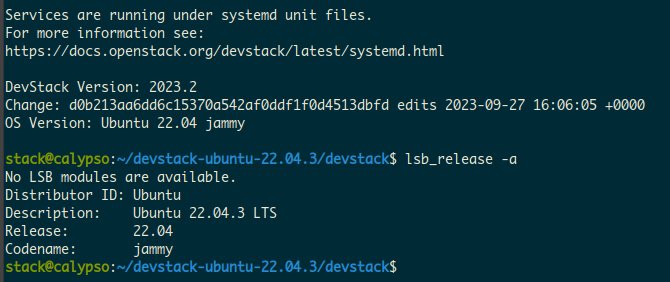 Services are running under systemd unit files.
For more information see:
https://docs.openstack.org/devstack/latest/systemd.html

DevStack Version: 2023.2
Change: d0b213aa6dd6c15370a542af0ddf1f0d4513dbfd edits 2023-09-27 16:06:05 +0000
OS Version: Ubuntu 22.04 jammy

stack@calypso:~/devstack-ubuntu-22.04.3/devstack$ lsb_release -a
No LSB modules are available.
Distributor ID: Ubuntu
Description:    Ubuntu 22.04.3 LTS
Release:        22.04
Codename:       jammy
stack@calypso:~/devstack-ubuntu-22.04.3/devstack$